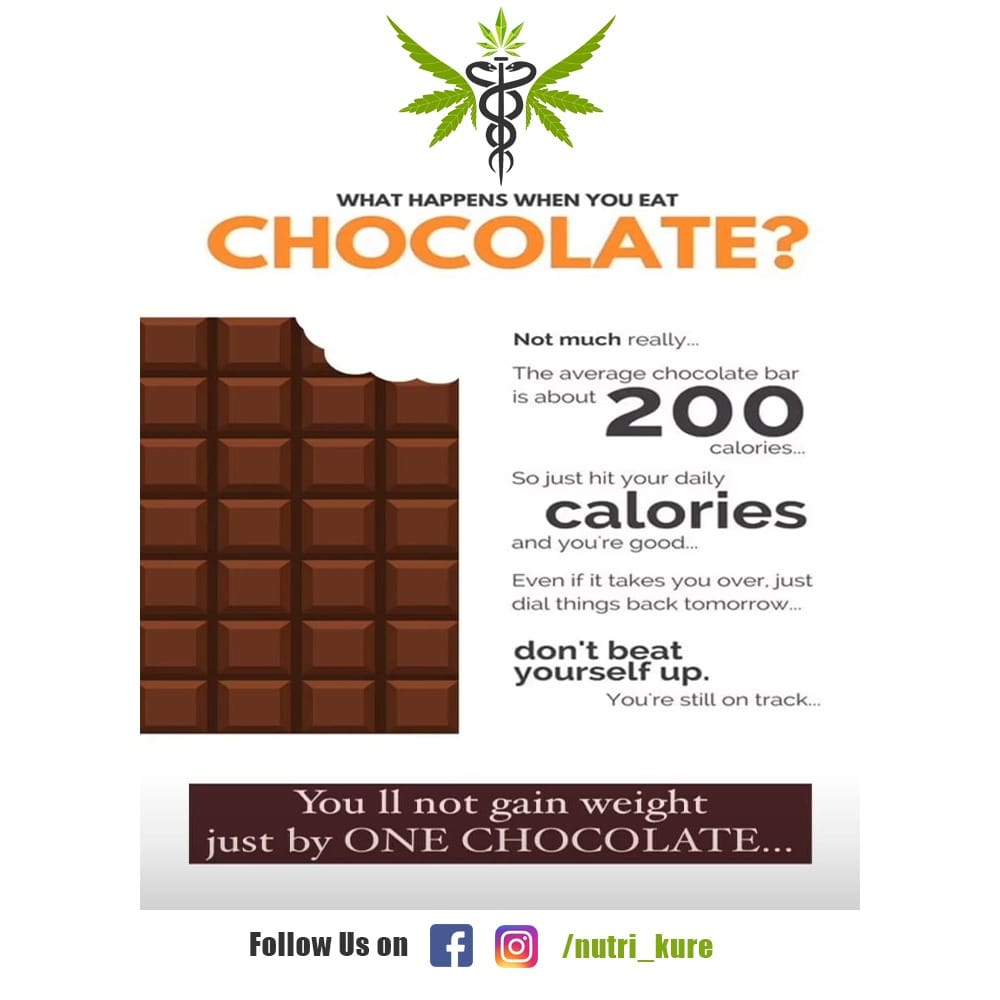 WHAT HAPPENS WHEN YOU EAT
CHOCOLATE?
Not much really...
The average chocolate bar
is about 200
calories...
So just hit your daily
calories
and you're good...
Even if it takes you over, just
dial things back tomorrow...
don't beat
yourself up.
You're still on track...
You ll not gain weight
just by ONE CHOCOLATE...
Follow Us on /nutri_kure